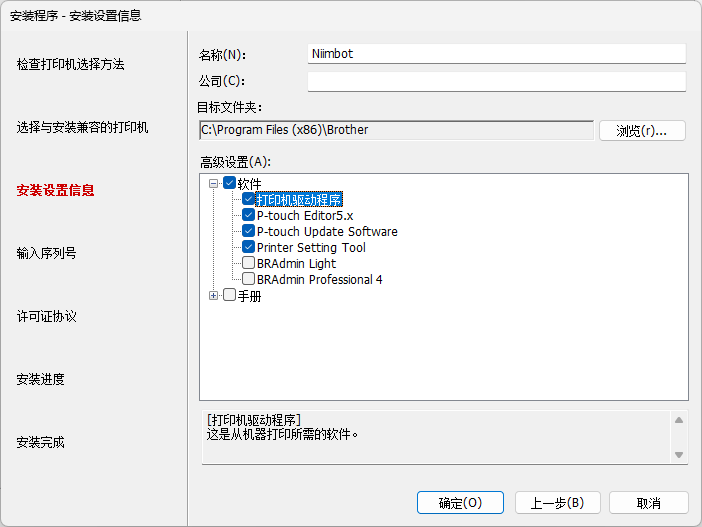 安装程序 - 安装设置信息
检查打印机选择方法
选择与安装兼容的打印机
安装设置信息
输入序列号
许可证协议
安装进度
安装完成
名称(N):
Niimbot
公司(C):
目标文件夹:
C:\Program Files (x86)\Brother
浏览(r)...
高级设置(A):
软件
打印机驱动程序
P-touch Editor5.x
P-touch Update Software
Printer Setting Tool
BRAdmin Light
BRAdmin Professional 4
手册
[打印机驱动程序]
这是从机器打印所需的软件。
确定(O)
上一步(B)
取消